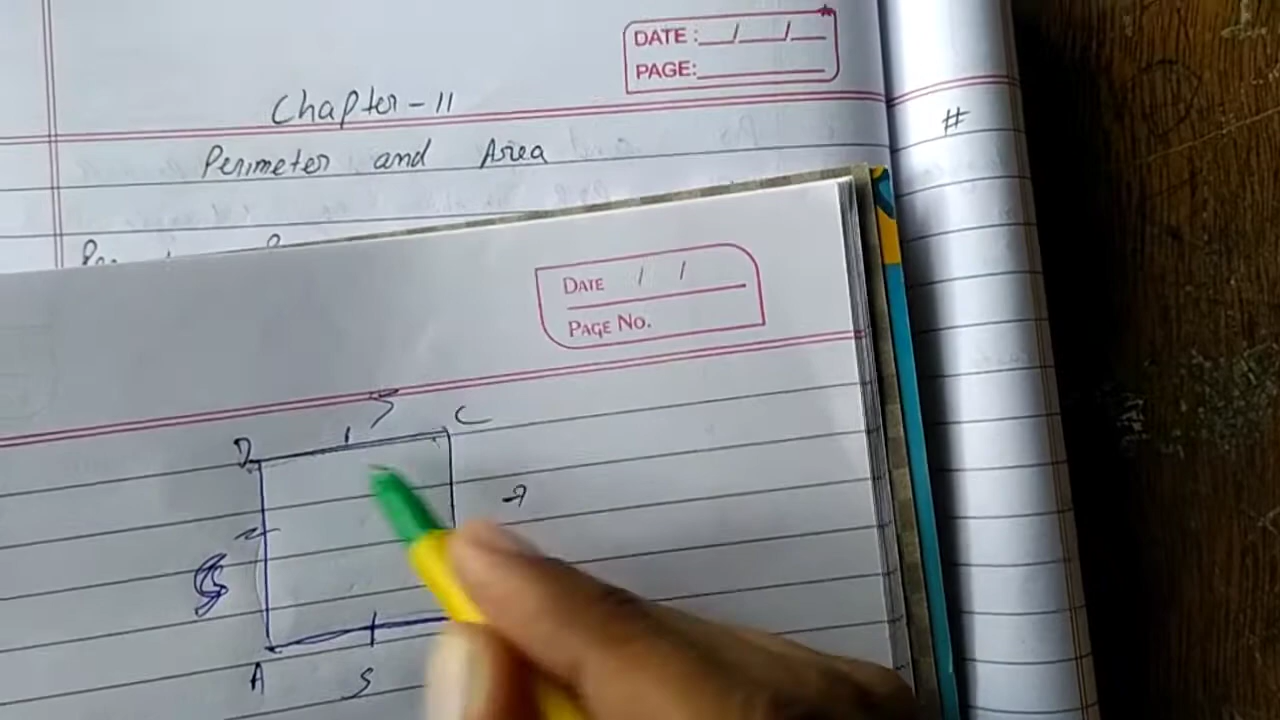 DATE : / /
PAGE:
Chapter-11
#
Perimeter and Area
DATE / /
PAGE NO.
D
C
A
S